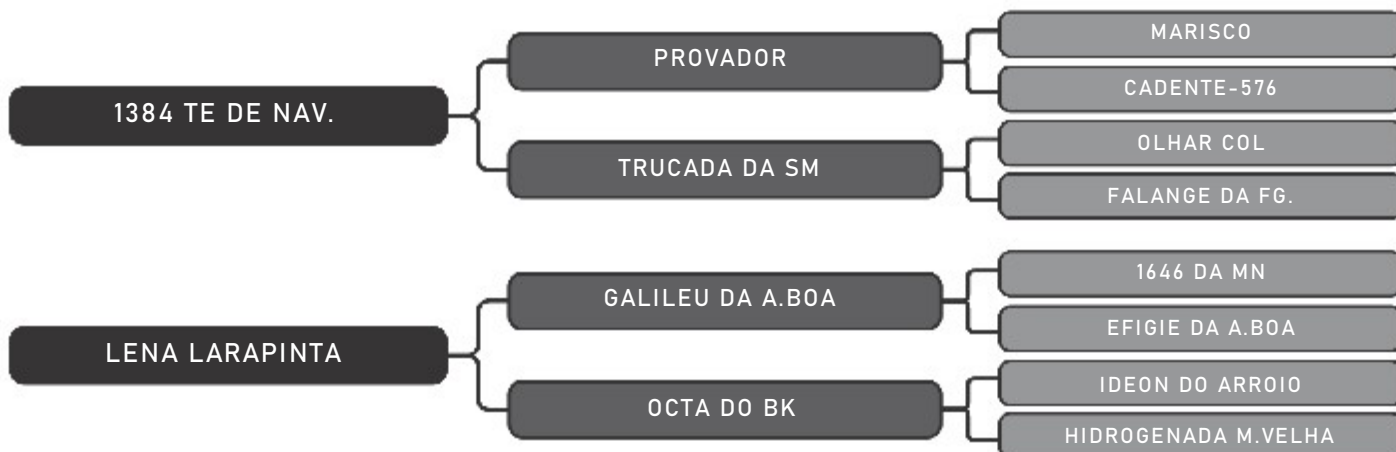 1384 TE DE NAV.
PROVADOR
MARISCO
CADENTE-576
TRUCADA DA SM
OLHAR COL
FALANGE DA FG.
LENA LARAPINTA
GALILEU DA A.BOA
1646 DA MN
EFIGIE DA A.BOA
OCTA DO BK
IDEON DO ARROIO
HIDROGENADA M.VELHA